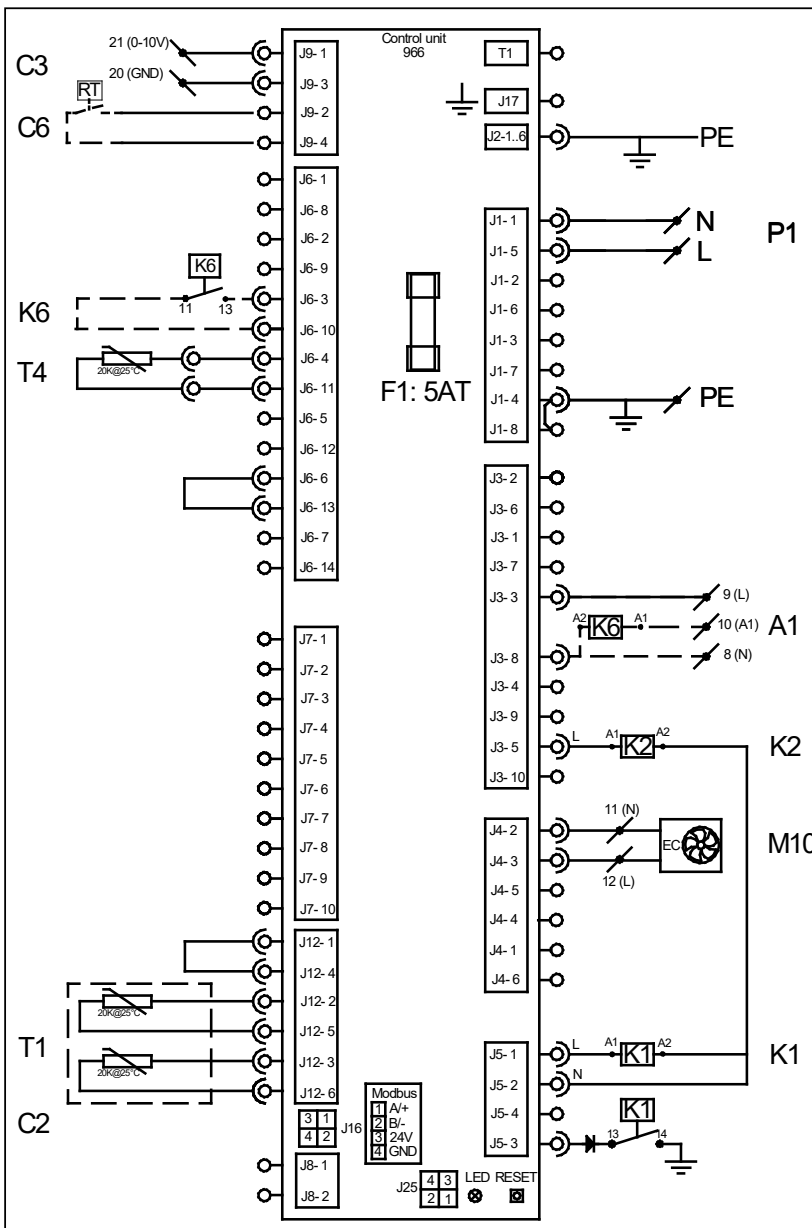 Control unit
966
C3
21 (0-10V)
20 (GND)
RT
C6
J9- 1
J9- 3
J9- 2
J9- 4
J6- 1
J6- 8
J6- 2
J6- 9
J6- 3
J6- 10
J6- 4
J6- 11
J6- 5
J6- 12
J6- 6
J6- 13
J6- 7
J6- 14
K6
11
13
K6
T4
20K@25°C
J7- 1
J7- 2
J7- 3
J7- 4
J7- 5
J7- 6
J7- 7
J7- 8
J7- 9
J7- 10
J12- 1
J12- 4
J12- 2
J12- 5
J12- 3
J12- 6
20K@25°C
20K@25°C
T1
C2
3 1
4 2
J16
Modbus
1 A/+
2 B/-
3 24V
4 GND
J8- 1
J8- 2
J25
4 3
2 1
LED
RESET
F1: 5AT
T1
J17
J2-1..6
PE
J1- 1
J1- 5
J1- 2
J1- 6
J1- 3
J1- 7
J1- 4
J1- 8
N
L
P1
PE
J3- 2
J3- 6
J3- 1
J3- 7
J3- 3
J3- 8
J3- 4
J3- 9
J3- 5
J3- 10
9 (L)
A2
K6
A1
10 (A1)
8 (N)
A1
L
A1
K2
A2
K2
J4- 2
J4- 3
J4- 5
J4- 4
J4- 1
J4- 6
11 (N)
12 (L)
EC
M10
J5- 1
J5- 2
J5- 4
J5- 3
L
A1
K1
A2
K1
N
K1
13
14